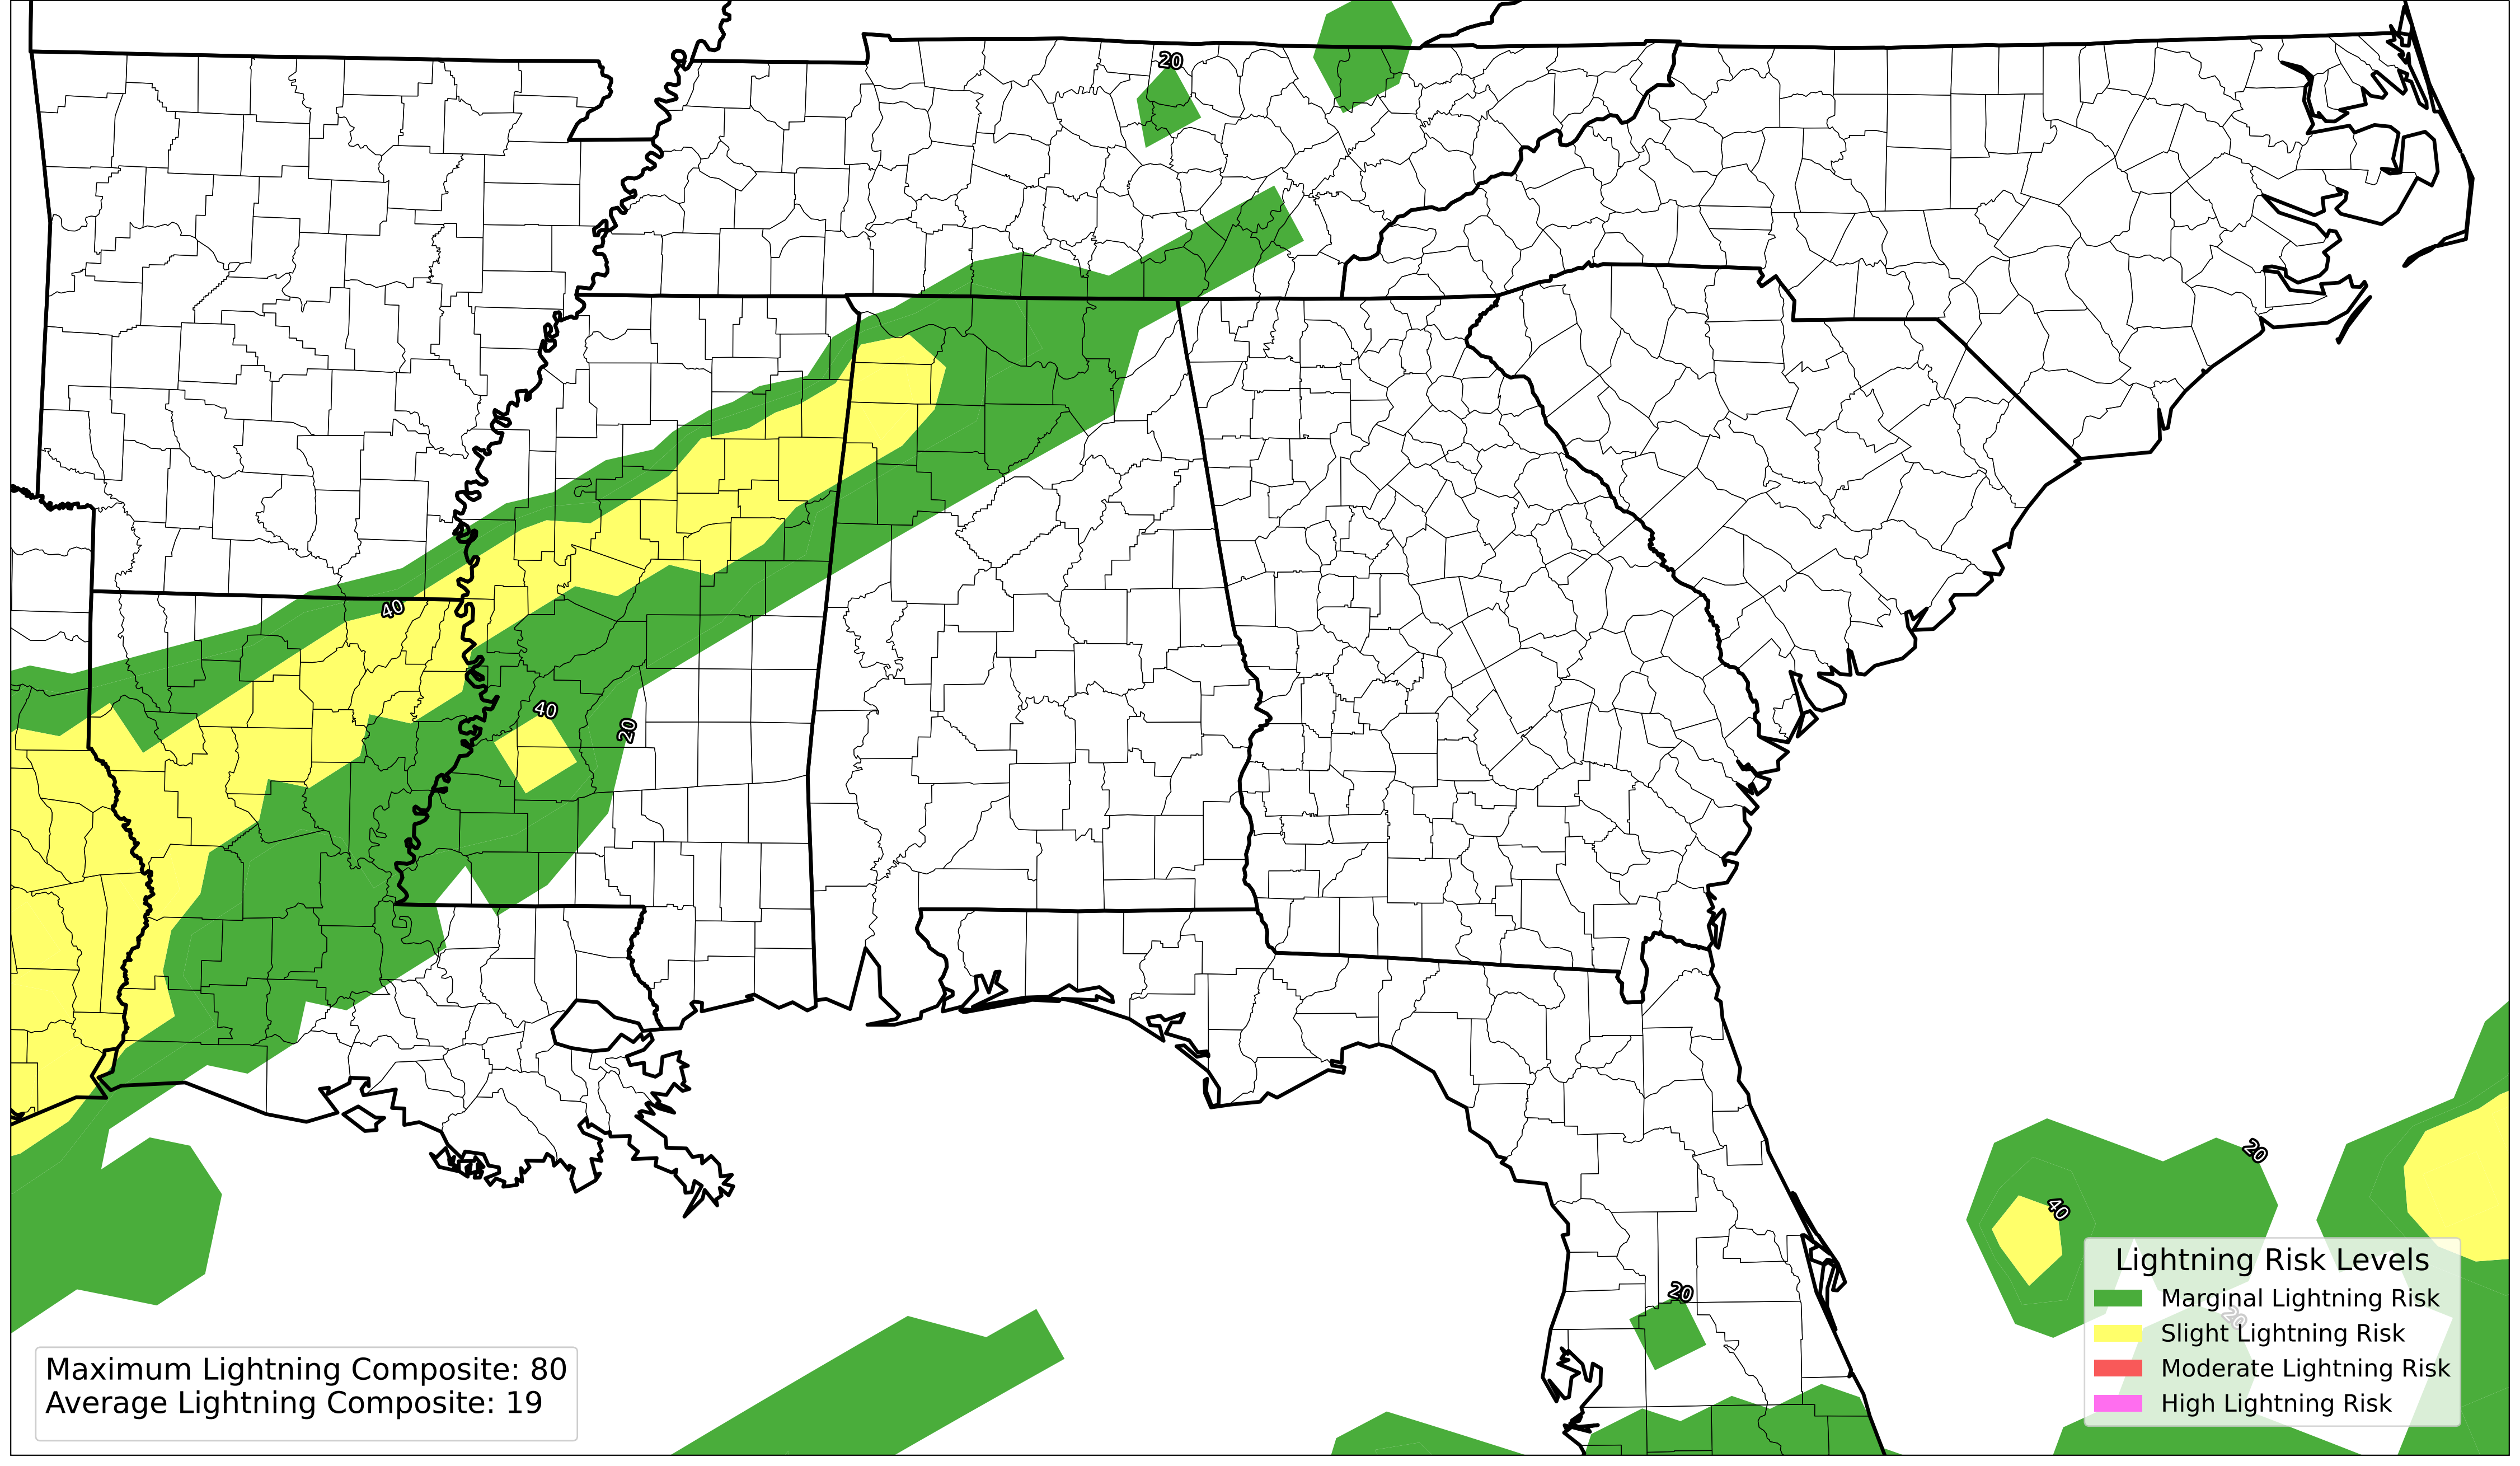 20
40
40
20
20
40
20
Lightning Risk Levels
Marginal Lightning Risk
20
Slight Lightning Risk
Moderate Lightning Risk
High Lightning Risk
Maximum Lightning Composite: 80
Average Lightning Composite: 19